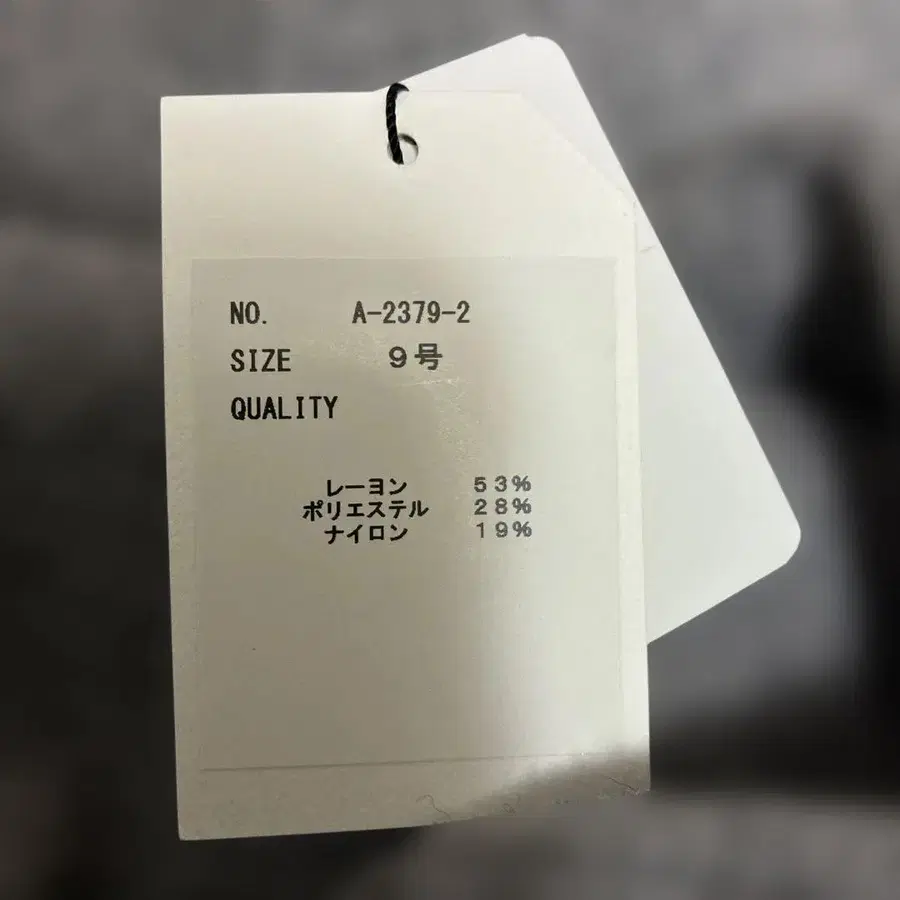 NO. A-2379-2
SIZE 9号
QUALITY
レーヨン 53%
ポリエステル 28%
ナイロン 19%